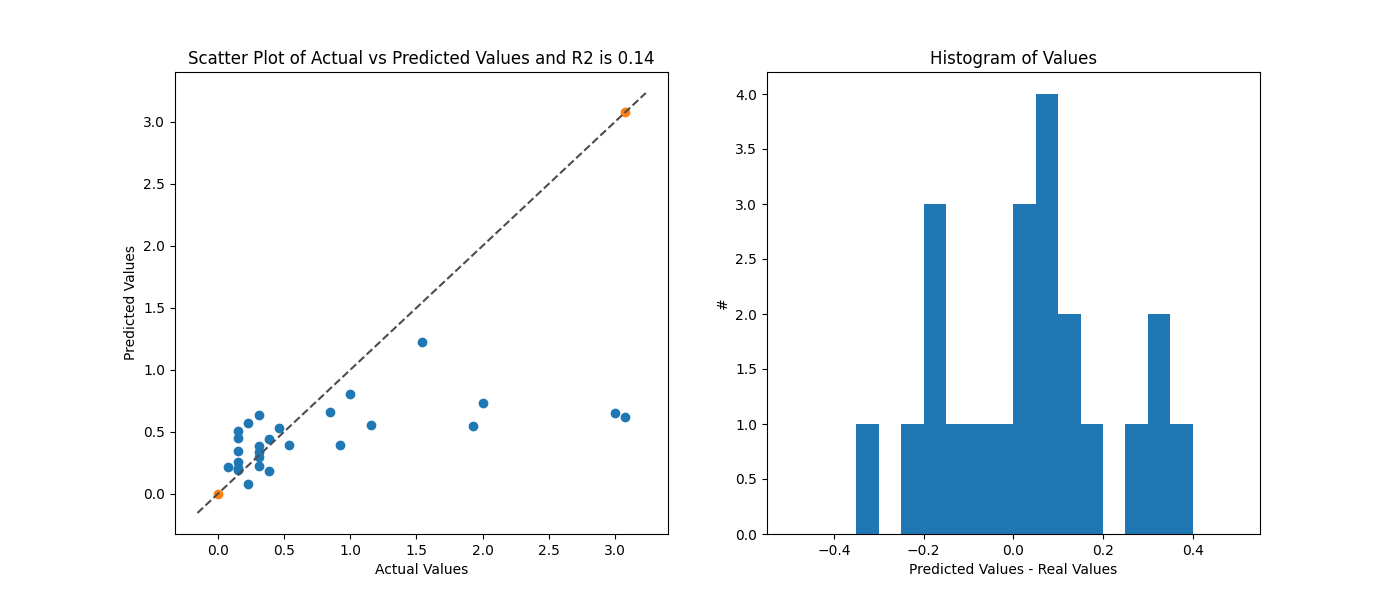 Scatter Plot of Actual vs Predicted Values and R2 is 0.14
3.0
2.5
2.0
1.5
1.0
0.5
0.0
Predicted Values
0.0 0.5 1.0 1.5 2.0 2.5 3.0
Actual Values
Histogram of Values
4.0
3.5
3.0
2.5
2.0
1.5
1.0
0.5
0.0
#
−0.4 −0.2 0.0 0.2 0.4
Predicted Values - Real Values